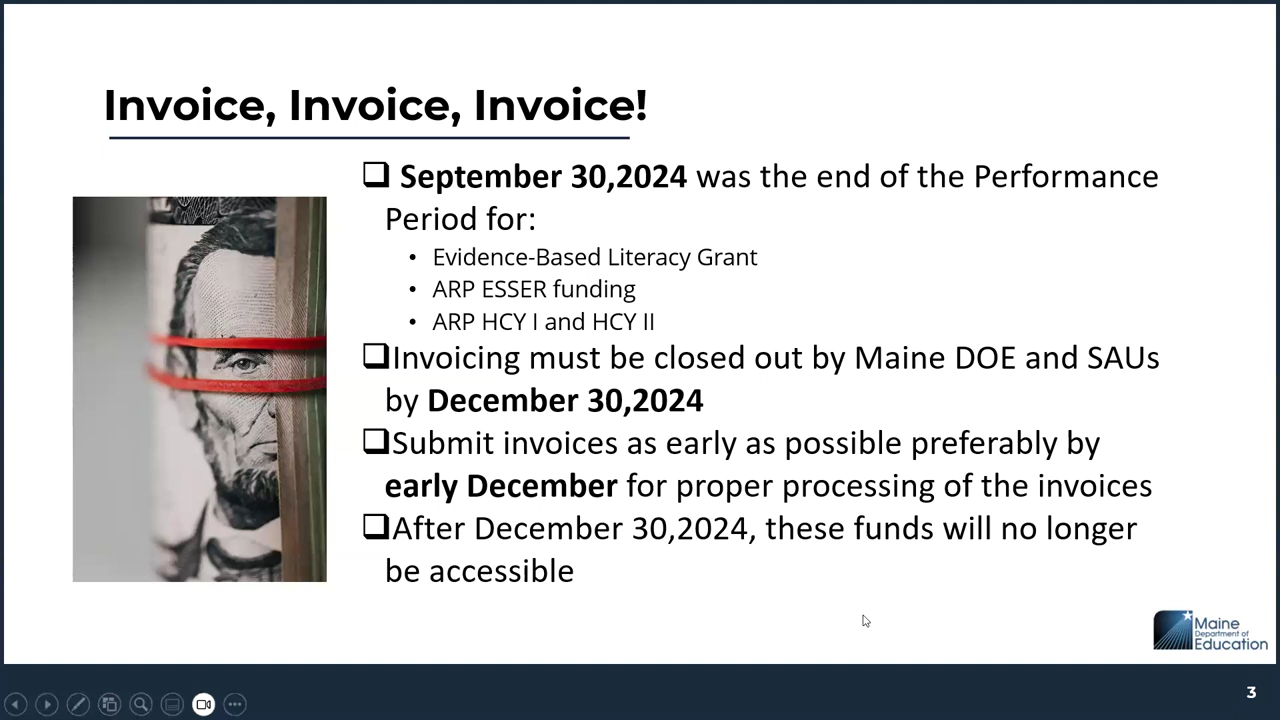 Invoice, Invoice, Invoice!
❑ September 30,2024 was the end of the Performance
Period for:
• Evidence-Based Literacy Grant
• ARP ESSER funding
• ARP HCY I and HCY II
❑Invoicing must be closed out by Maine DOE and SAUs
by December 30,2024
❑Submit invoices as early as possible preferably by
early December for proper processing of the invoices
❑After December 30,2024, these funds will no longer
be accessible
Maine
Department of
Education
3